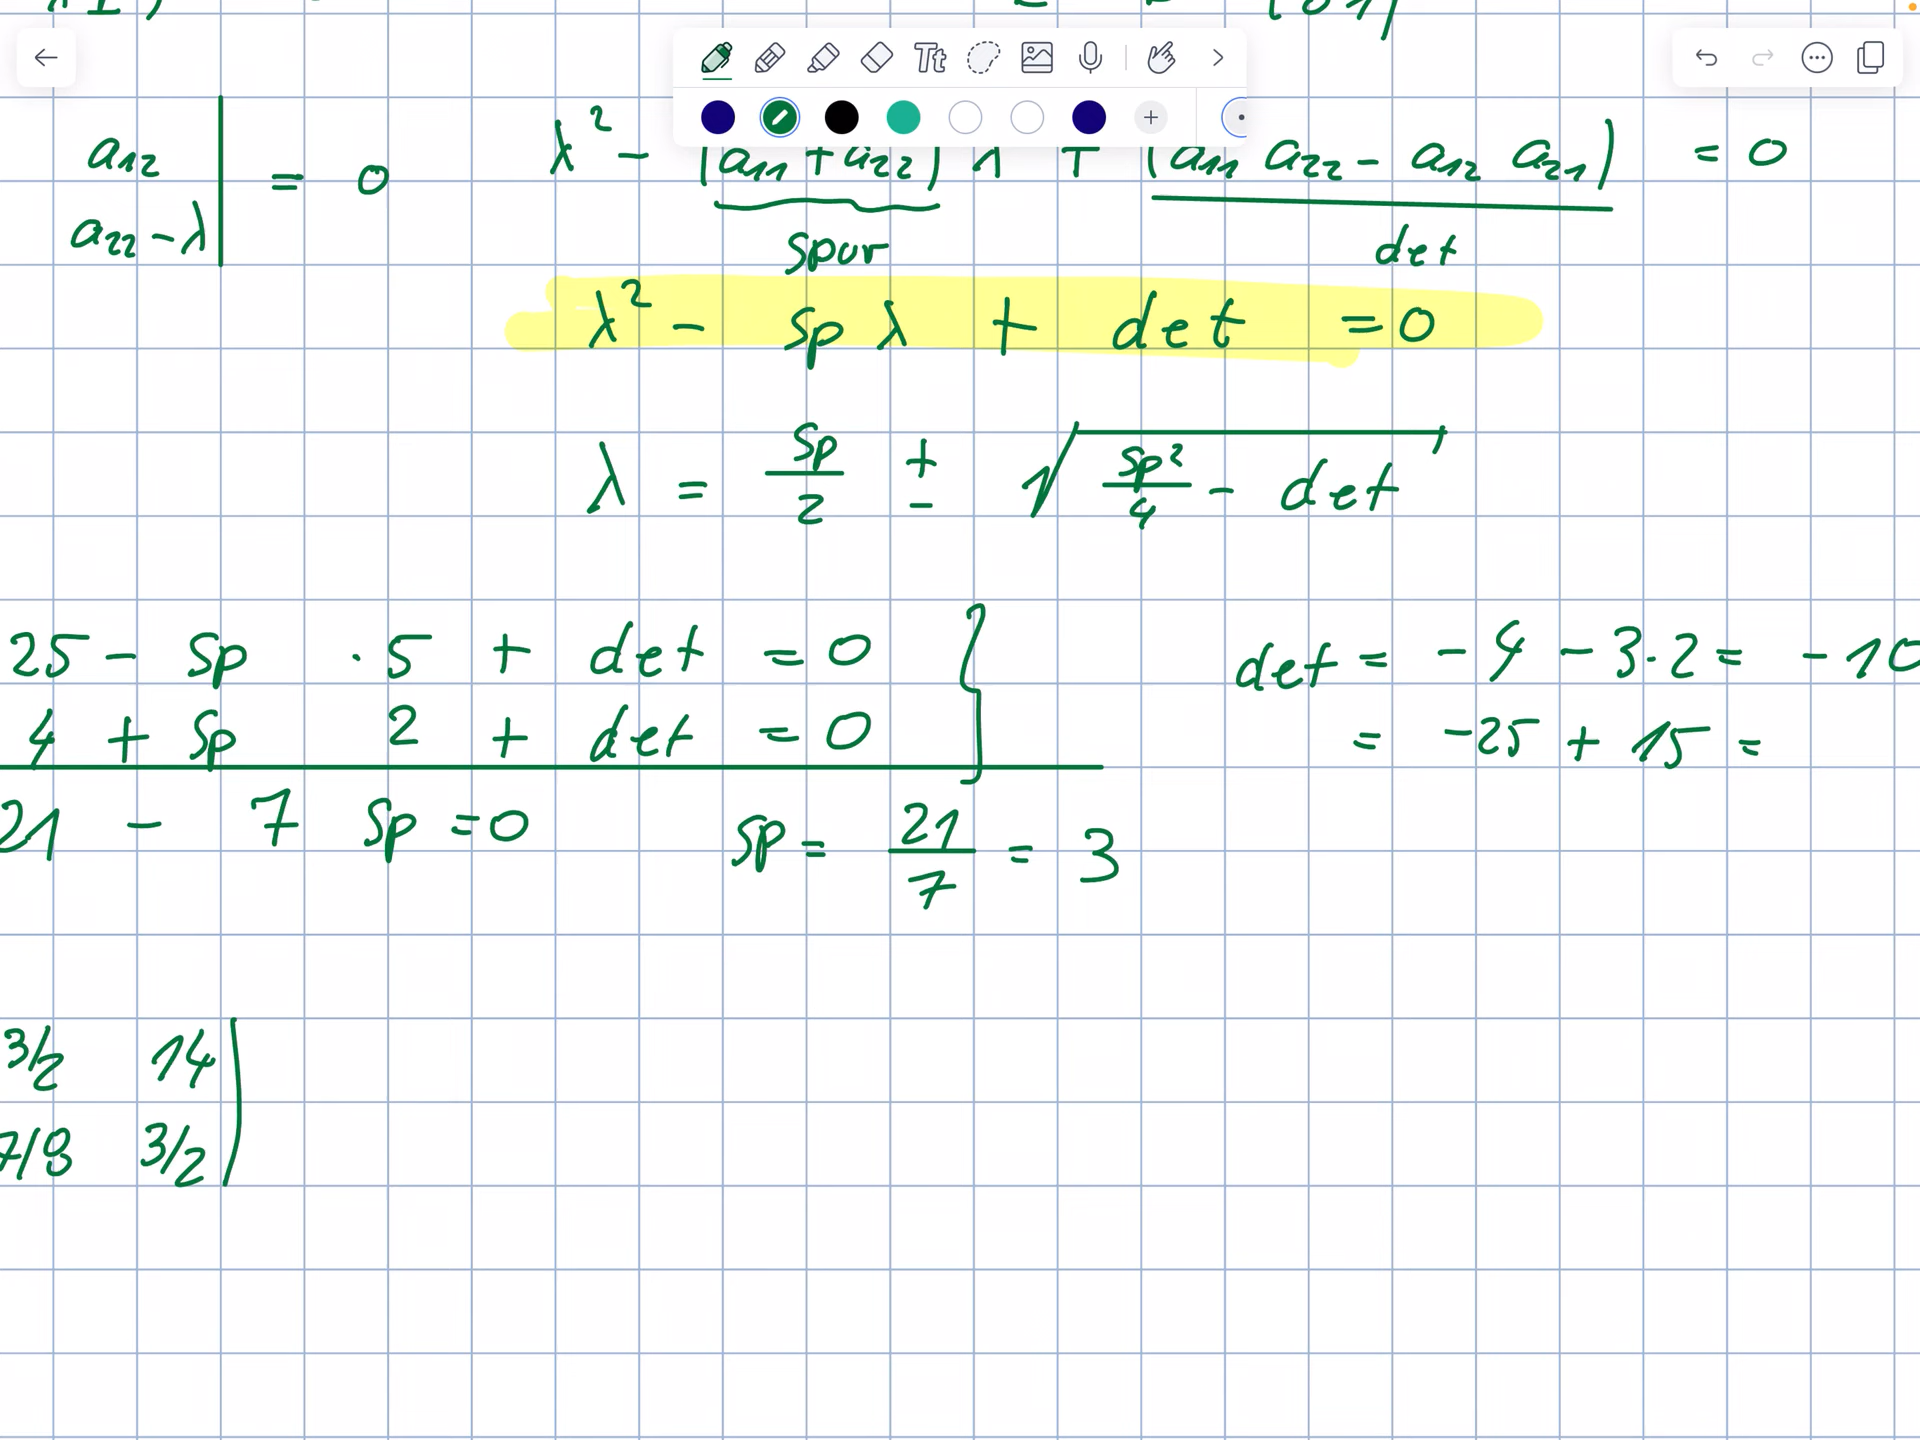 Tt
a12 | = 0
a22 - λ |
λ² - (a11 + a22) λ + (a11 a22 - a12 a21) = 0
spur det
λ² - sp λ + det = 0
λ = sp/2 ± √(sp²/4 - det)
25 - sp · 5 + det = 0 }
4 + sp 2 + det = 0
21 - 7 sp = 0
sp = 21/7 = 3
det = -4 - 3·2 = -10
= -25 + 15 =
3/2 14 |
7/8 3/2 |